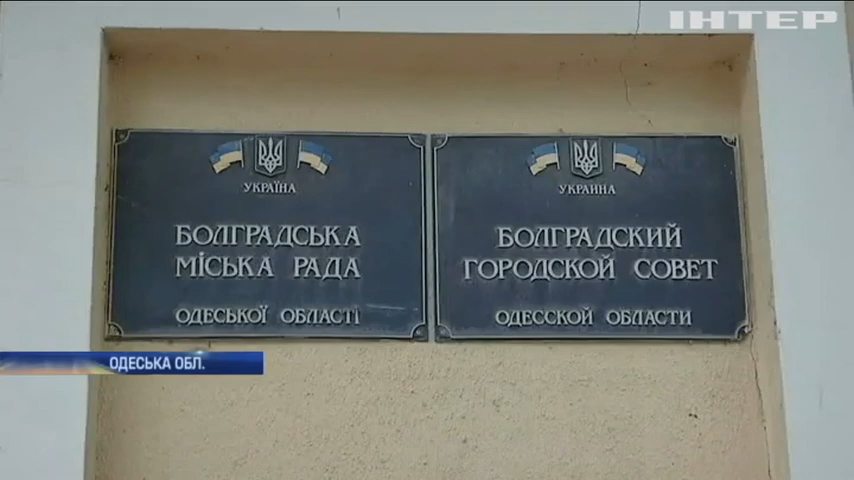 ІНТЕР
УКРАЇНА
БОЛГРАДСЬКА
МІСЬКА РАДА
ОДЕСЬКОЇ ОБЛАСТІ
УКРАИНА
БОЛГРАДСКИЙ
ГОРОДСКОЙ СОВЕТ
ОДЕССКОЙ ОБЛАСТИ
ОДЕСЬКА ОБЛ.